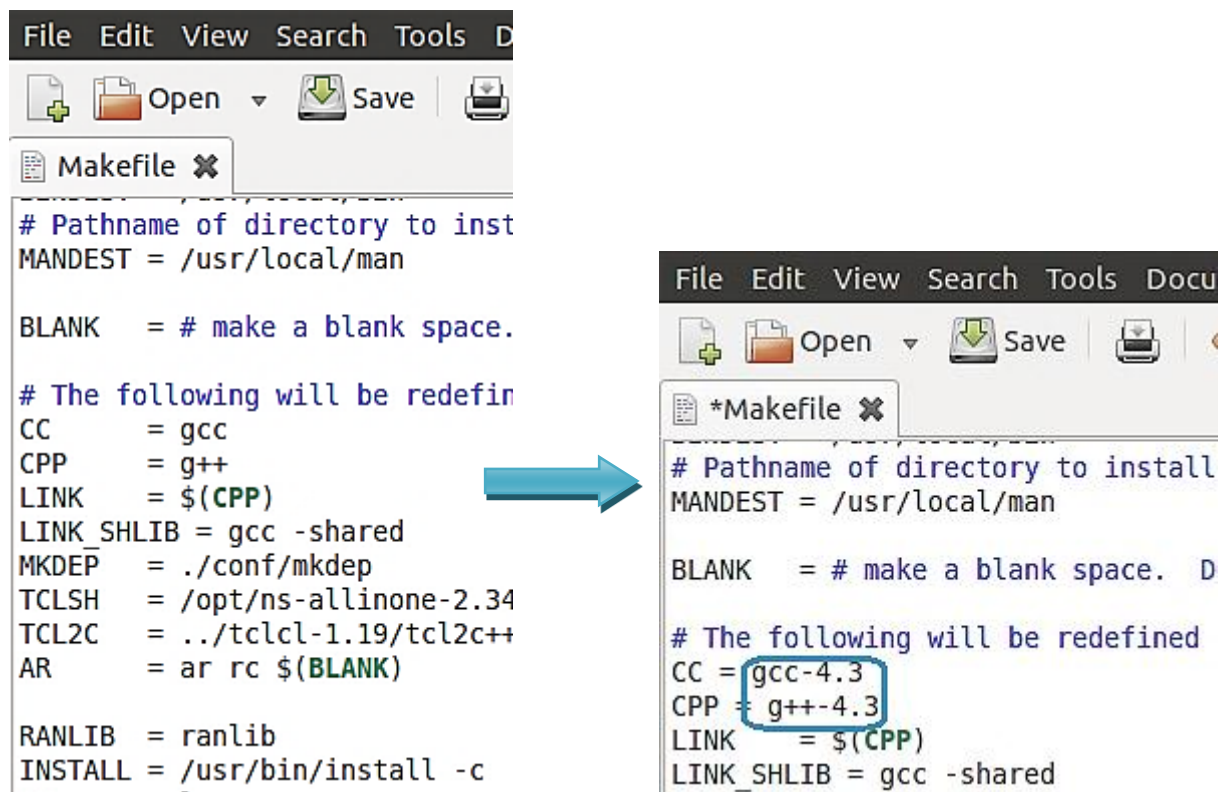 File Edit View Search Tools D
Open Save
Makefile
# Pathname of directory to inst
MANDEST = /usr/local/man
BLANK = # make a blank space.
# The following will be redefin
CC = gcc
CPP = g++
LINK = $(CPP)
LINK_SHLIB = gcc -shared
MKDEP = ./conf/mkdep
TCLSH = /opt/ns-allinone-2.34
TCL2C = ../tclcl-1.19/tcl2c++
AR = ar rc $(BLANK)
RANLIB = ranlib
INSTALL = /usr/bin/install -c
File Edit View Search Tools Docu
Open Save
*Makefile
# Pathname of directory to install
MANDEST = /usr/local/man
BLANK = # make a blank space. D
# The following will be redefined
CC = gcc-4.3
CPP = g++-4.3
LINK = $(CPP)
LINK_SHLIB = gcc -shared